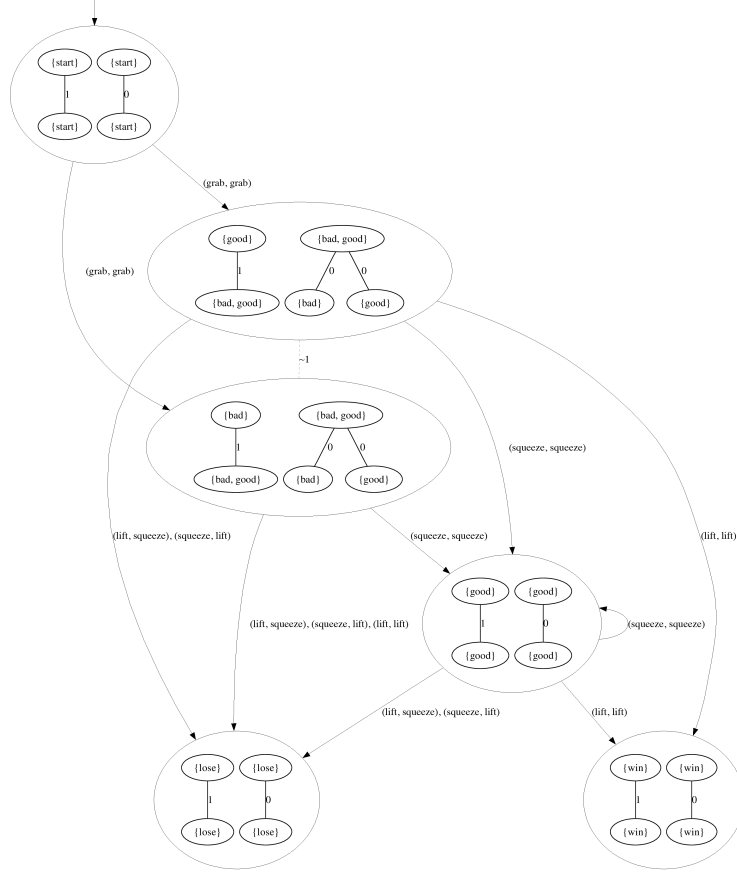 {start} {start}
1 0
{start} {start}
(grab, grab)
{good} {bad, good}
(grab, grab) 1 0 0
{bad, good} {bad} {good}
~1
{bad} {bad, good}
1 0 0 (squeeze, squeeze)
{bad, good} {bad} {good}
(lift, squeeze), (squeeze, lift) (squeeze, squeeze) (lift, lift)
{good} {good}
(lift, squeeze), (squeeze, lift), (lift, lift) 1 0 (squeeze, squeeze)
{good} {good}
(lift, squeeze), (squeeze, lift) (lift, lift)
{lose} {lose} {win} {win}
1 0 1 0
{lose} {lose} {win} {win}